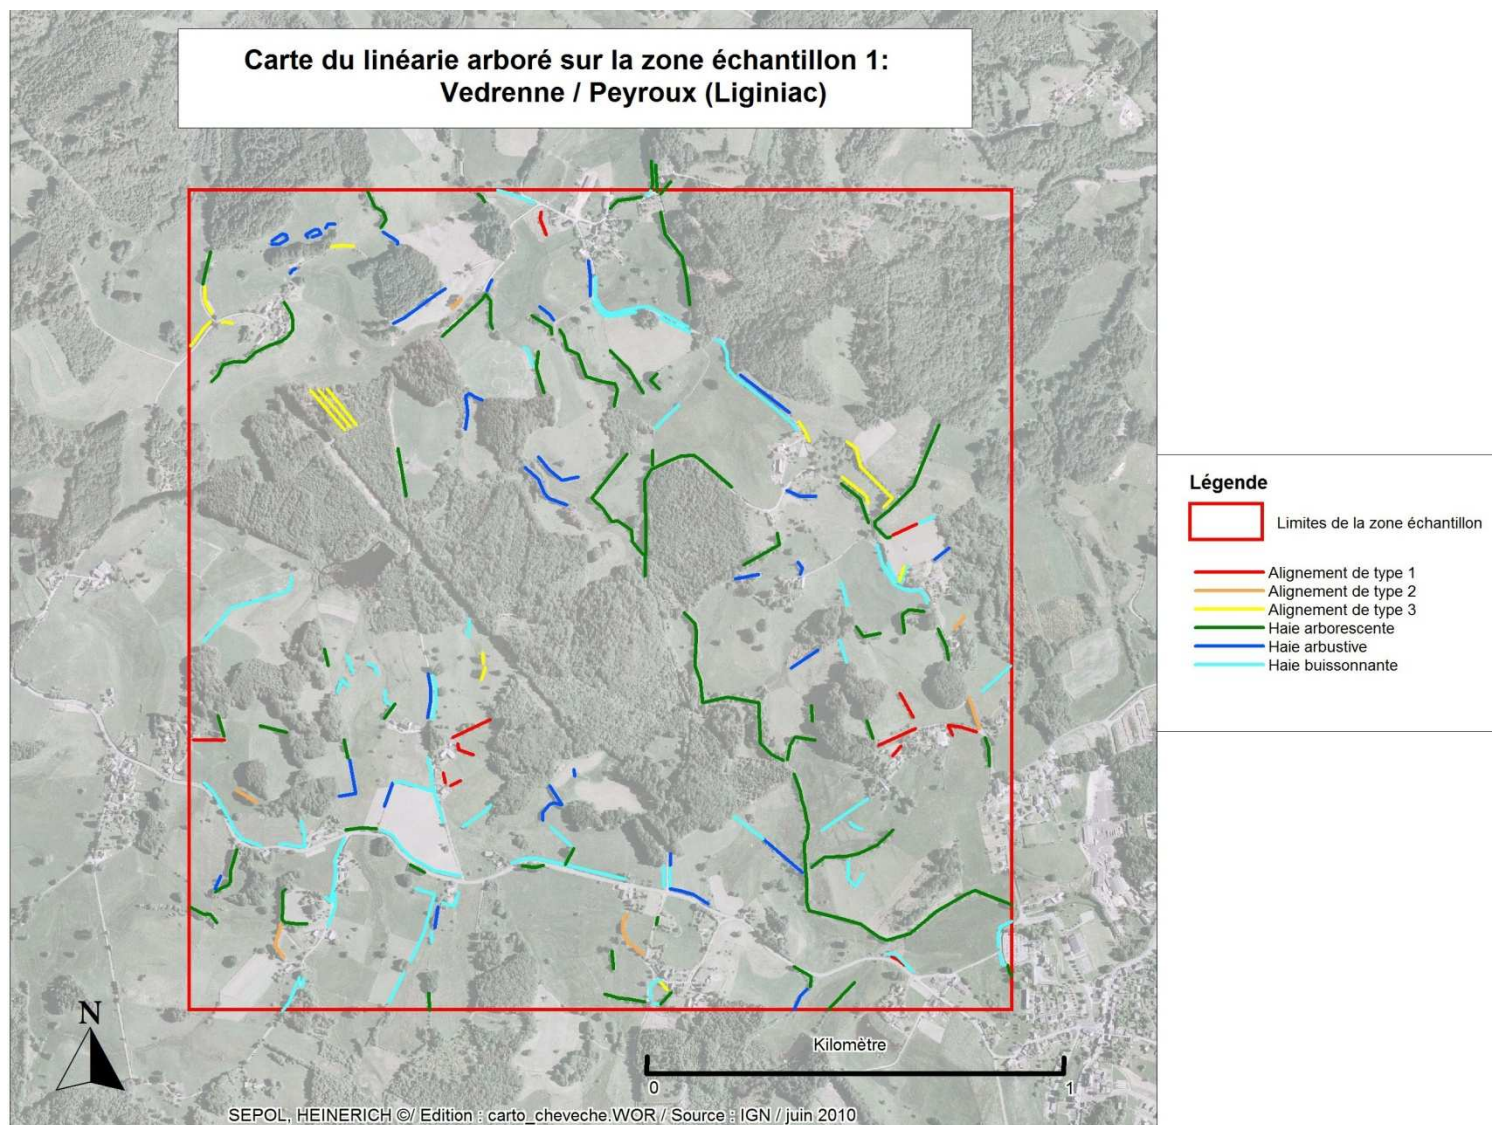 Carte du linéarie arboré sur la zone échantillon 1:
Vedrenne / Peyroux (Liginiac)
Légende
Limites de la zone échantillon
Alignement de type 1
Alignement de type 2
Alignement de type 3
Haie arborescente
Haie arbustive
Haie buissonnante
N
Kilomètre
0
1
SEPOL, HEINERICH ©/ Edition : carto_cheveche.WOR / Source : IGN / juin 2010